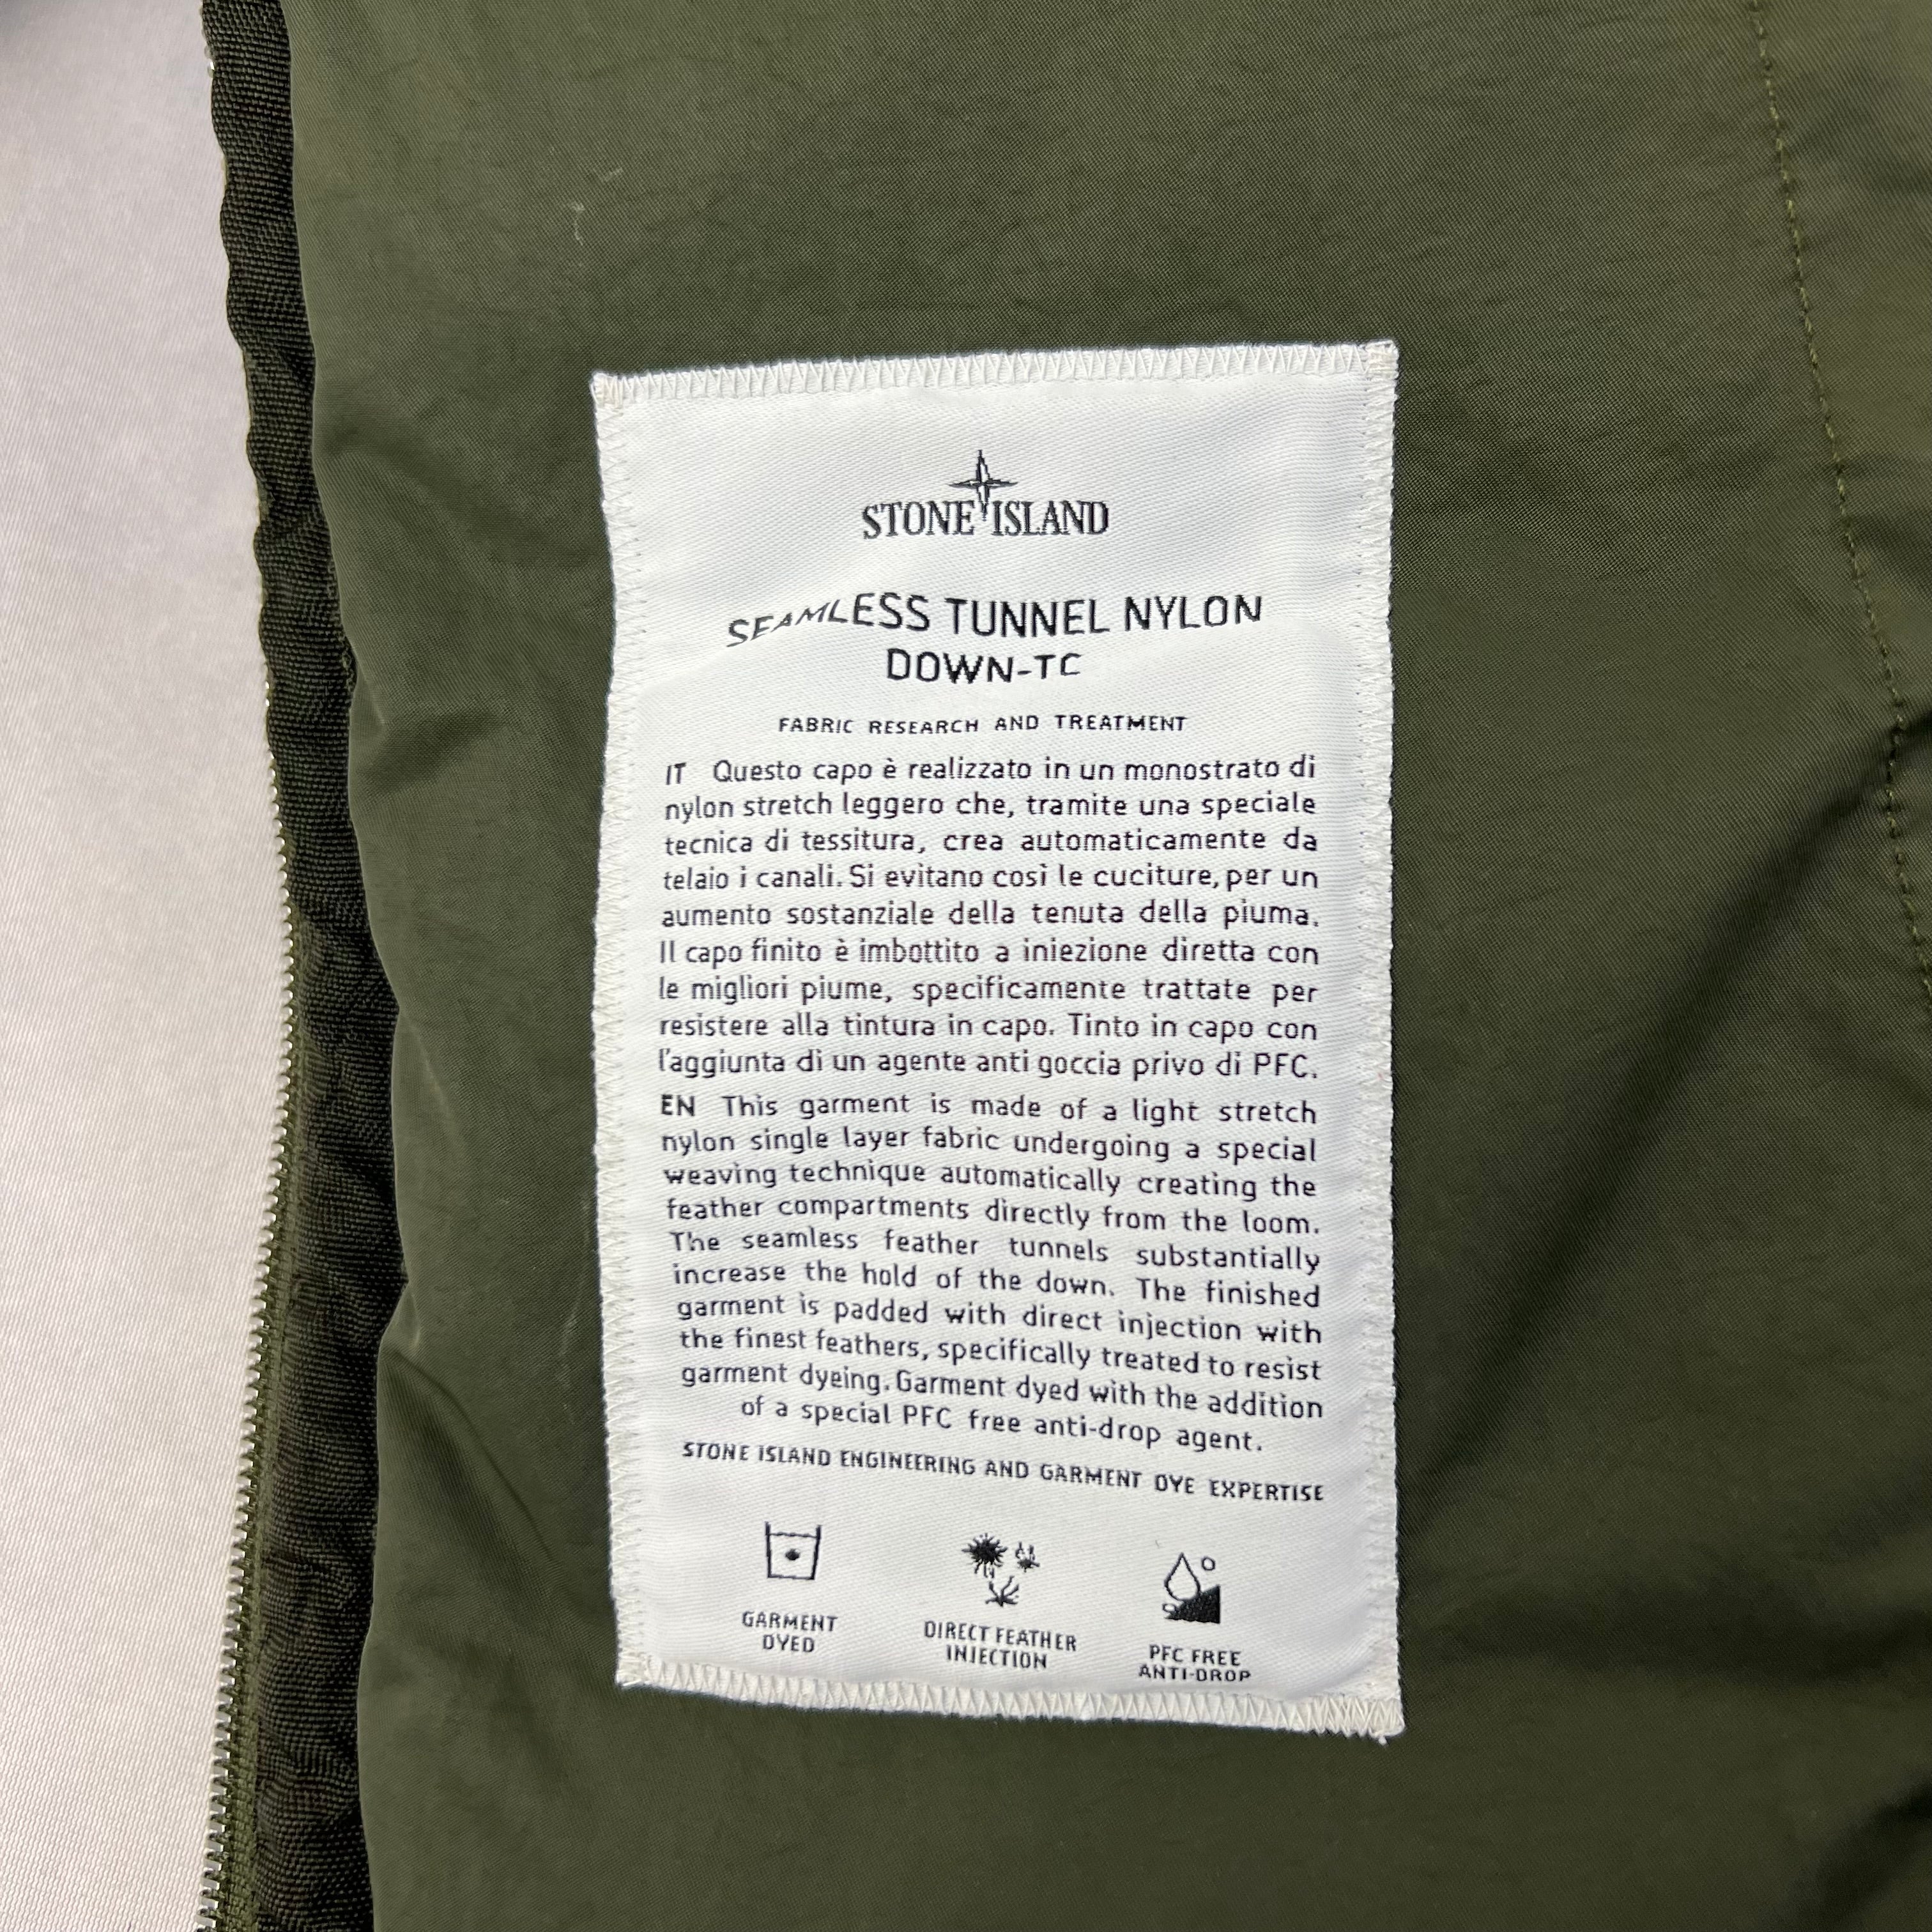 STONE ISLAND
SEAMLESS TUNNEL NYLON
DOWN-TC
FABRIC RESEARCH AND TREATMENT
IT Questo capo è realizzato in un monostrato di
nylon stretch leggero che, tramite una speciale
tecnica di tessitura, crea automaticamente da
telaio i canali. Si evitano così le cuciture, per un
aumento sostanziale della tenuta della piuma.
Il capo finito è imbottito a iniezione diretta con
le migliori piume, specificamente trattate per
resistere alla tintura in capo. Tinto in capo con
l'aggiunta di un agente anti goccia privo di PFC.
EN This garment is made of a light stretch
nylon single layer fabric undergoing a special
weaving technique automatically creating the
feather compartments directly from the loom.
The seamless feather tunnels substantially
increase the hold of the down. The finished
garment is padded with direct injection with
the finest feathers, specifically treated to resist
garment dyeing. Garment dyed with the addition
of a special PFC free anti-drop agent.
STONE ISLAND ENGINEERING AND GARMENT DYE EXPERTISE
GARMENT
DYED
DIRECT FEATHER
INJECTION
PFC FREE
ANTI-DROP